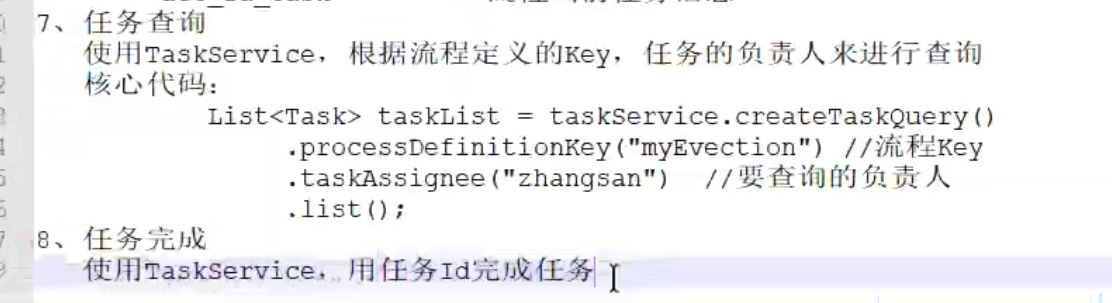 7、任务查询
使用TaskService，根据流程定义的Key，任务的负责人来进行查询
核心代码：
List<Task> taskList = taskService.createTaskQuery()
.processDefinitionKey("myEvection") //流程Key
.taskAssignee("zhangsan")  //要查询的负责人
.list();
8、任务完成
使用TaskService，用任务Id完成任务